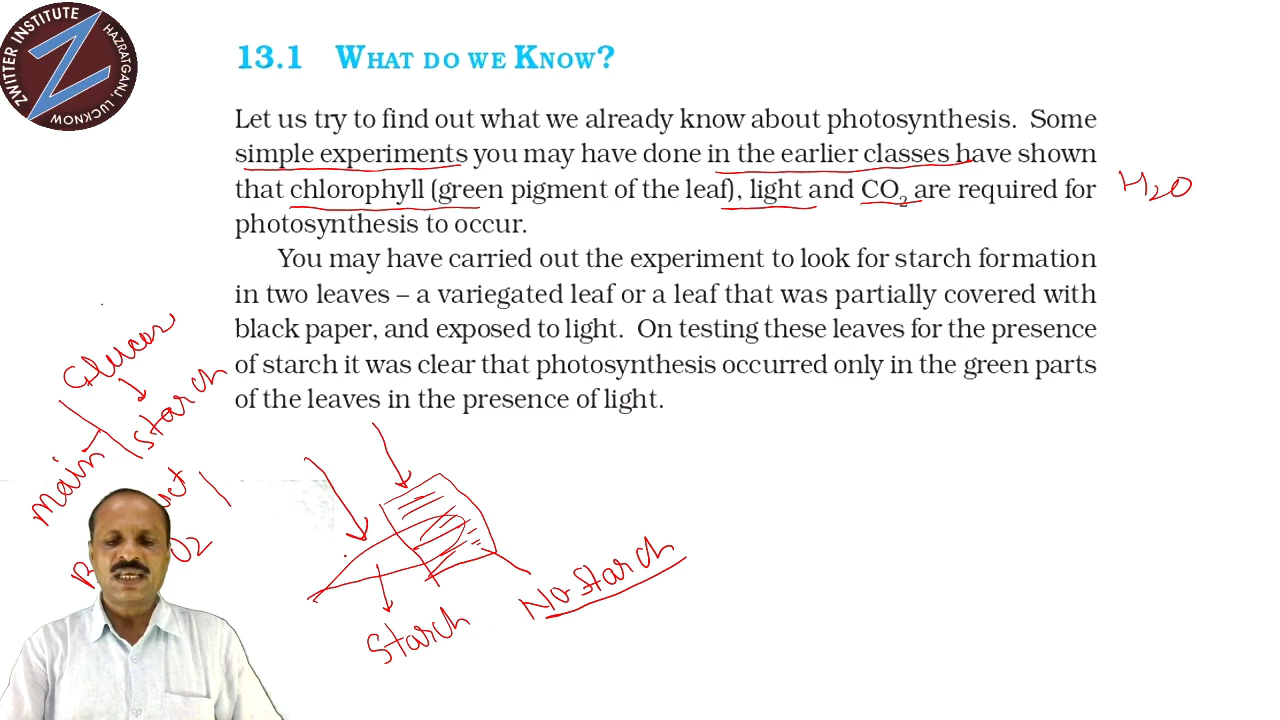 ZWITTER INSTITUTE
HAZRATGANJ, LUCKNOW
Z
13.1 WHAT DO WE KNOW?
Let us try to find out what we already know about photosynthesis. Some
simple experiments you may have done in the earlier classes have shown
that chlorophyll (green pigment of the leaf), light and CO₂ are required for
photosynthesis to occur.
H₂O
You may have carried out the experiment to look for starch formation
in two leaves – a variegated leaf or a leaf that was partially covered with
black paper, and exposed to light. On testing these leaves for the presence
of starch it was clear that photosynthesis occurred only in the green parts
of the leaves in the presence of light.
Starch
main
O2
Starch
No Starch